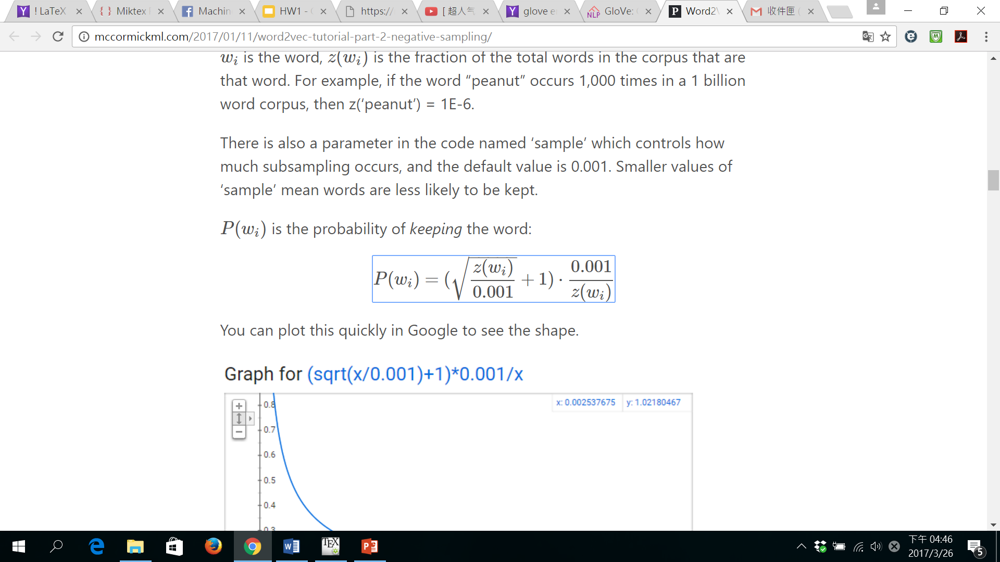 ! LaTeX
Miktex
Machin
HW1 -
https://
[ 超人气
glove e
GloVe:
Word2
收件匣
mccormickml.com/2017/01/11/word2vec-tutorial-part-2-negative-sampling/
w_i is the word, z(w_i) is the fraction of the total words in the corpus that are
that word. For example, if the word “peanut” occurs 1,000 times in a 1 billion
word corpus, then z(‘peanut’) = 1E-6.
There is also a parameter in the code named ‘sample’ which controls how
much subsampling occurs, and the default value is 0.001. Smaller values of
‘sample’ mean words are less likely to be kept.
P(w_i) is the probability of keeping the word:
P(w_i) = (√(z(w_i)/0.001) + 1) · 0.001/z(w_i)
You can plot this quickly in Google to see the shape.
Graph for (sqrt(x/0.001)+1)*0.001/x
x: 0.002537675 y: 1.02180467
0.8
0.7
0.6
0.5
0.4
0.3
下午 04:46
2017/3/26
5